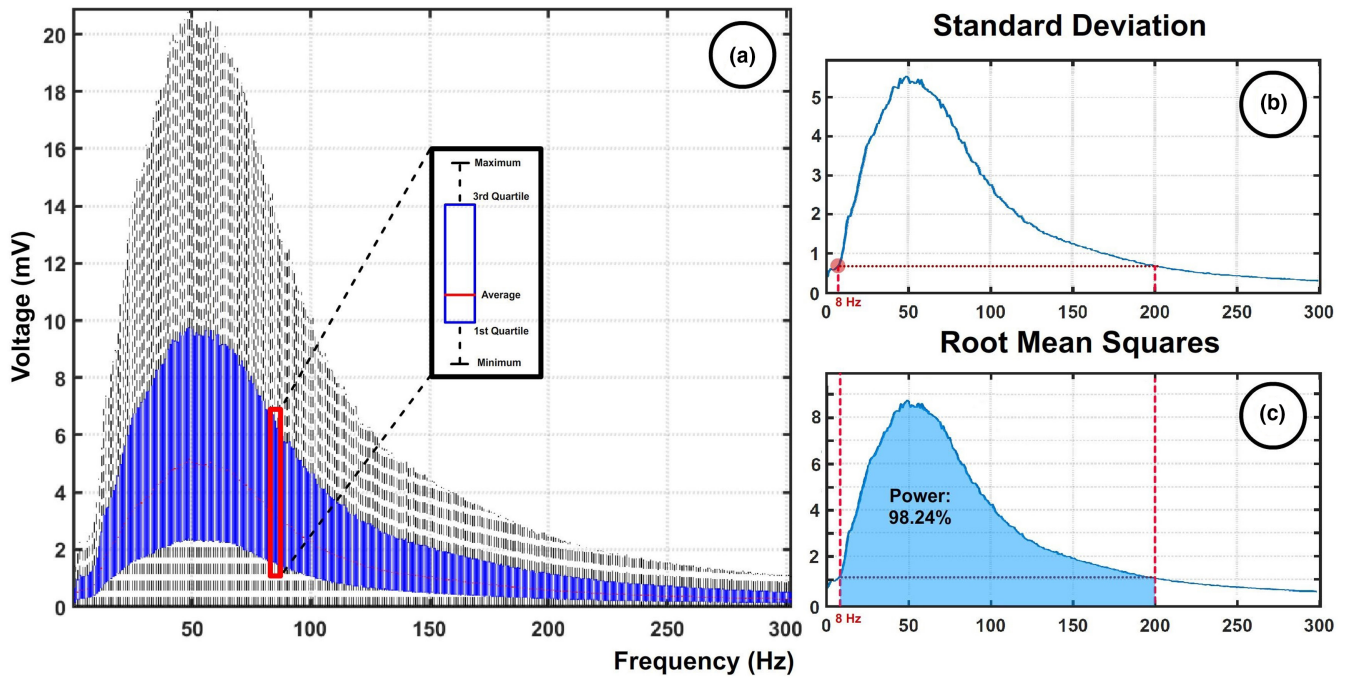 (a)
Voltage (mV)
20
18
16
14
12
10
8
6
4
2
0
50
100
150
200
250
300
Maximum
3rd Quartile
Average
1st Quartile
Minimum
Frequency (Hz)
Standard Deviation
(b)
5
4
3
2
1
0
0
8 Hz
50
100
150
200
250
300
Root Mean Squares
(c)
8
6
4
2
0
Power:
98.24%
0
8 Hz
50
100
150
200
250
300